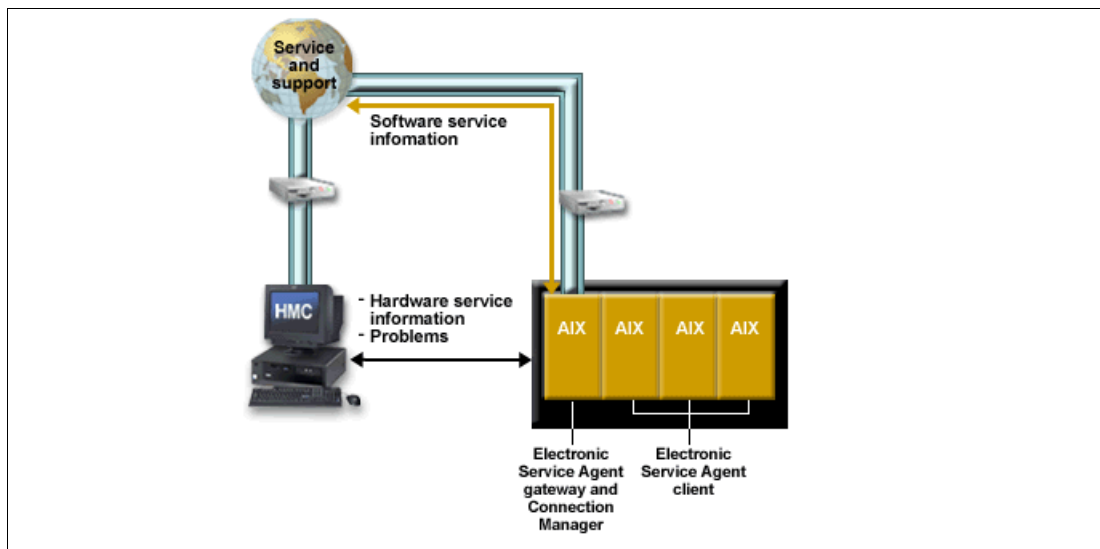 Service
and
support
Software service
infomation
HMC
- Hardware service
information
- Problems
AIX
AIX
AIX
AIX
Electronic
Service Agent
gateway and
Connection
Manager
Electronic
Service Agent
client